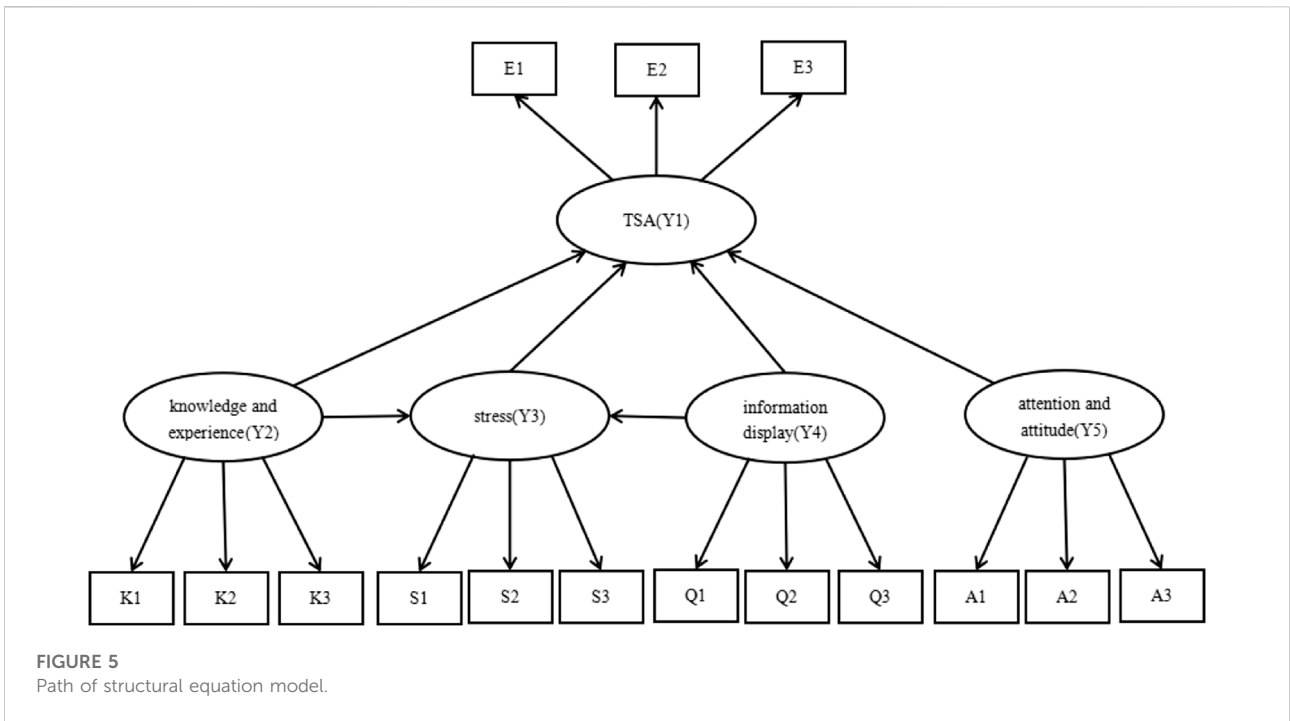 E1
E2
E3
TSA(Y1)
knowledge and
experience(Y2)
stress(Y3)
information
display(Y4)
attention and
attitude(Y5)
K1
K2
K3
S1
S2
S3
Q1
Q2
Q3
A1
A2
A3
FIGURE 5
Path of structural equation model.